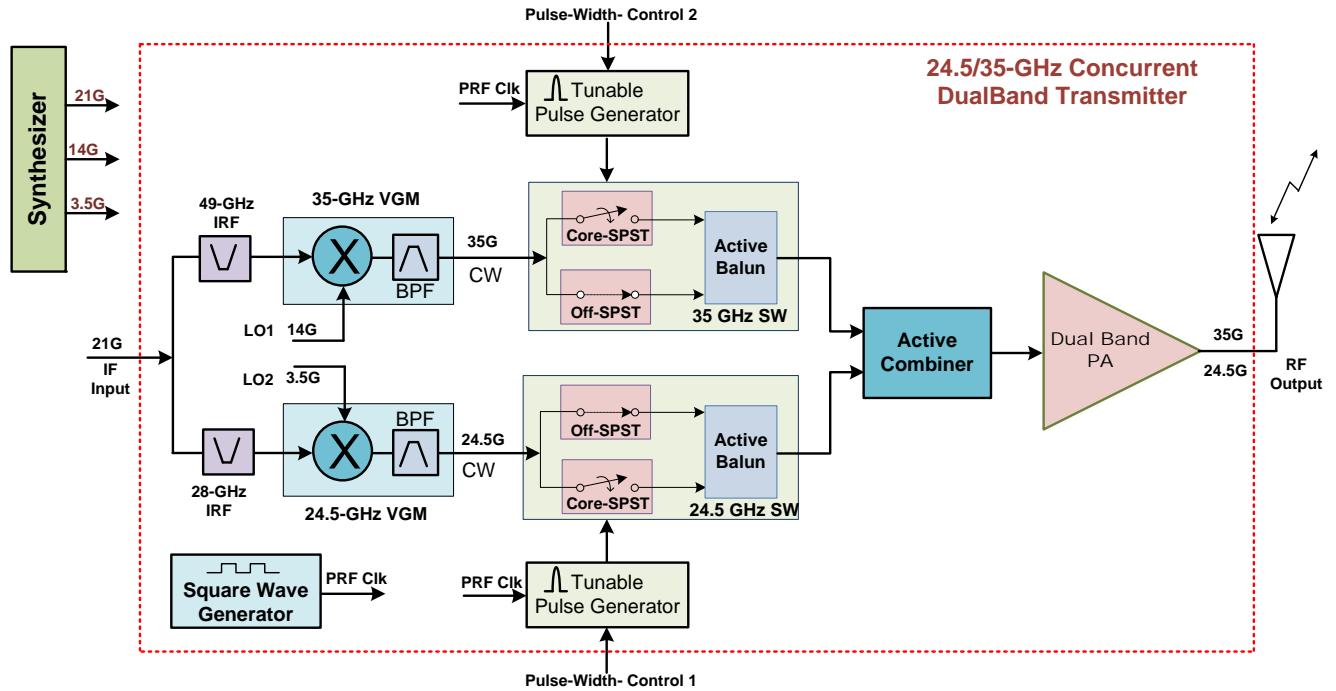 Pulse-Width- Control 2
24.5/35-GHz Concurrent
DualBand Transmitter
Synthesizer
21G
14G
3.5G
PRF Clk
Tunable
Pulse Generator
49-GHz
IRF
35-GHz VGM
X
BPF
35G
CW
Core-SPST
Off-SPST
Active
Balun
35 GHz SW
LO1
14G
21G
IF
Input
LO2
3.5G
Active
Combiner
Dual Band
PA
35G
24.5G
RF
Output
28-GHz
IRF
X
BPF
24.5-GHz VGM
24.5G
CW
Off-SPST
Core-SPST
Active
Balun
24.5 GHz SW
Square Wave
Generator
PRF Clk
PRF Clk
Tunable
Pulse Generator
Pulse-Width- Control 1